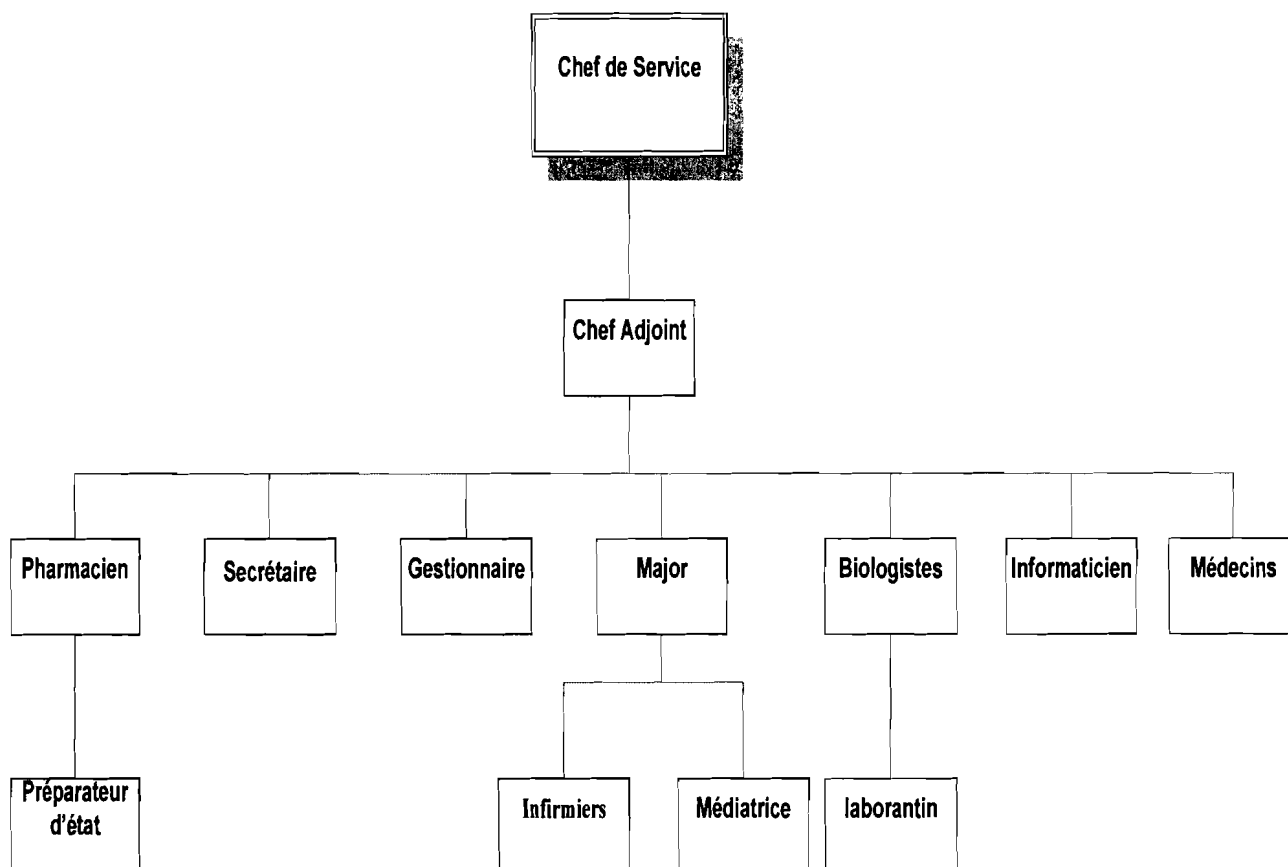 Chef de Service
Chef Adjoint
Pharmacien
Secrétaire
Gestionnaire
Major
Biologistes
Informaticien
Médecins
Préparateur
d'état
Infirmiers
Médiatrice
laborantin